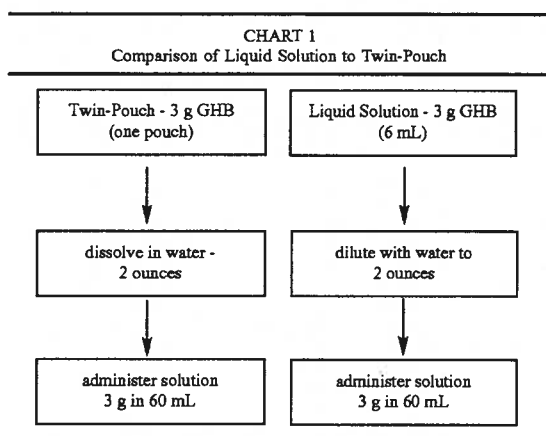 CHART 1
Comparison of Liquid Solution to Twin-Pouch
Twin-Pouch - 3 g GHB
(one pouch)
Liquid Solution - 3 g GHB
(6 mL)
dissolve in water -
2 ounces
dilute with water to
2 ounces
administer solution
3 g in 60 mL
administer solution
3 g in 60 mL